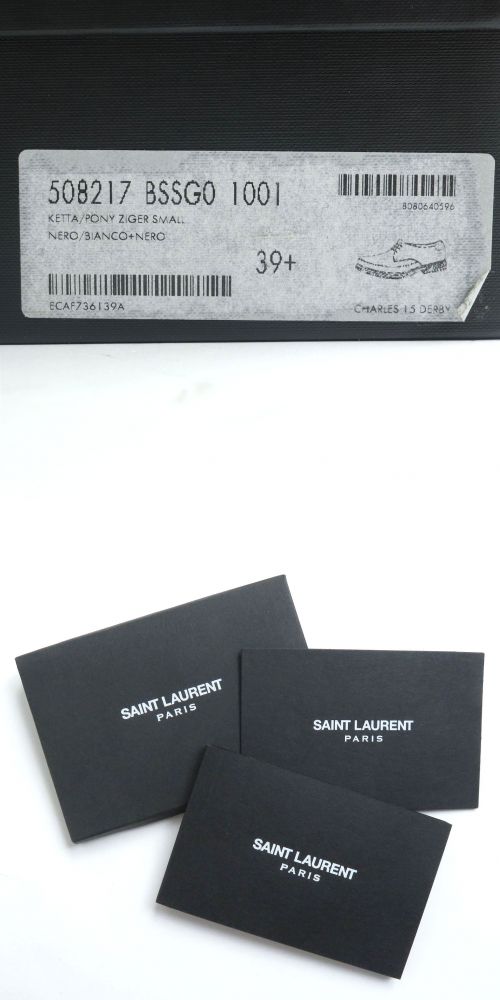 508217 BSSG0 1001
8080640596
KETTA/PONY ZIGER SMALL
NERO/BIANCO+NERO
39+
ECAF736139A
CHARLES 15 DERBY
SAINT LAURENT
PARIS
SAINT LAURENT
PARIS
SAINT LAURENT
PARIS